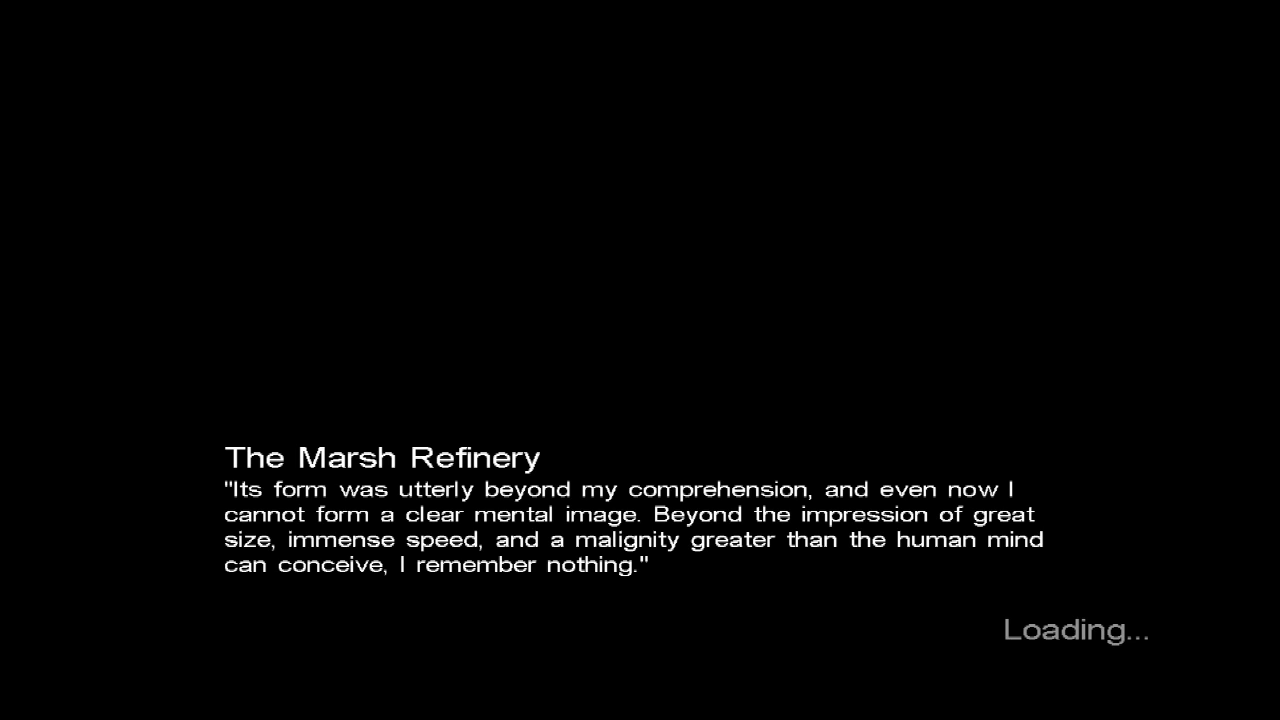 The Marsh Refinery
"Its form was utterly beyond my comprehension, and even now I
cannot form a clear mental image. Beyond the impression of great
size, immense speed, and a malignity greater than the human mind
can conceive, I remember nothing."
Loading...